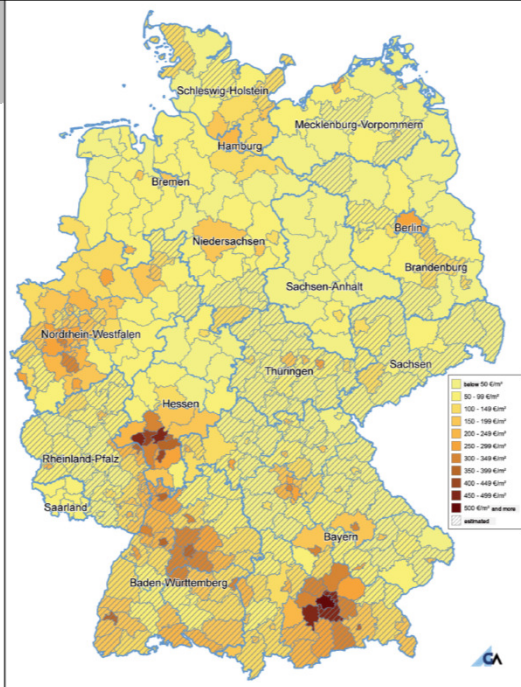 Schleswig-Holstein
Mecklenburg-Vorpommern
Hamburg
Bremen
Niedersachsen
Berlin
Brandenburg
Sachsen-Anhalt
Nordrhein-Westfalen
Sachsen
Thüringen
Hessen
Rheinland-Pfalz
Saarland
Bayern
Baden-Württemberg
below 50 €/m²
50 - 99 €/m²
100 - 149 €/m²
150 - 199 €/m²
200 - 249 €/m²
250 - 299 €/m²
300 - 349 €/m²
350 - 399 €/m²
400 - 449 €/m²
450 - 499 €/m²
500 €/m² and more
estimated
GA